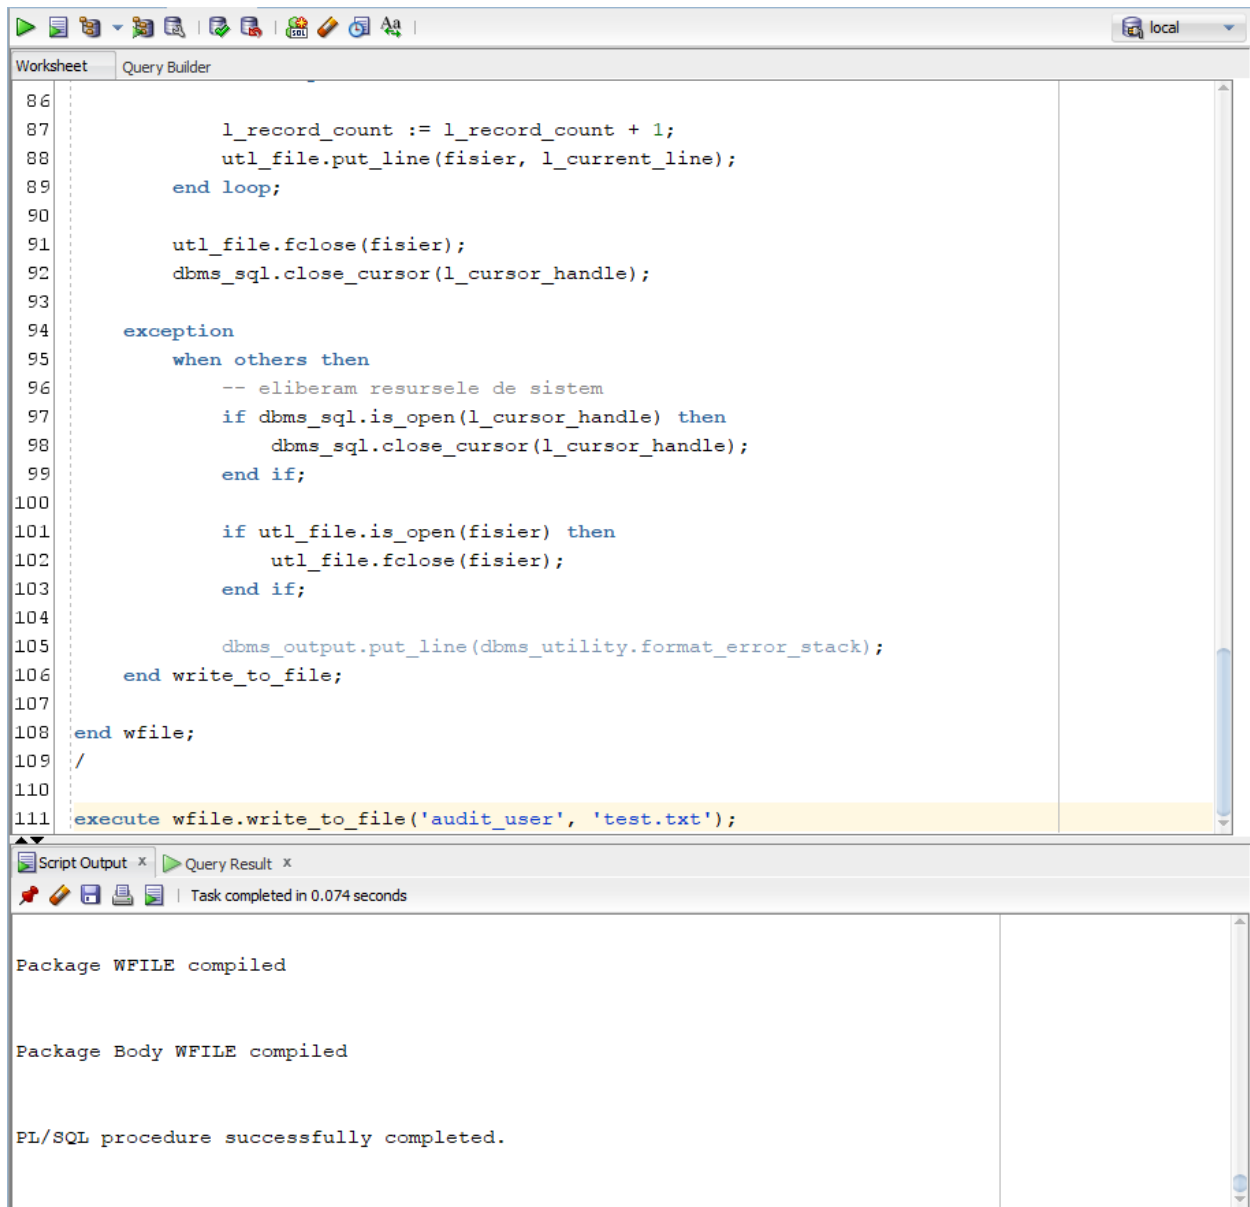 local
Worksheet Query Builder
86
87 l_record_count := l_record_count + 1;
88 utl_file.put_line(fisier, l_current_line);
89 end loop;
90
91 utl_file.fclose(fisier);
92 dbms_sql.close_cursor(l_cursor_handle);
93
94 exception
95 when others then
96 -- eliberam resursele de sistem
97 if dbms_sql.is_open(l_cursor_handle) then
98 dbms_sql.close_cursor(l_cursor_handle);
99 end if;
100
101 if utl_file.is_open(fisier) then
102 utl_file.fclose(fisier);
103 end if;
104
105 dbms_output.put_line(dbms_utility.format_error_stack);
106 end write_to_file;
107
108 end wfile;
109 /
110
111 execute wfile.write_to_file('audit_user', 'test.txt');
Script Output x Query Result x
Task completed in 0.074 seconds
Package WFILE compiled
Package Body WFILE compiled
PL/SQL procedure successfully completed.